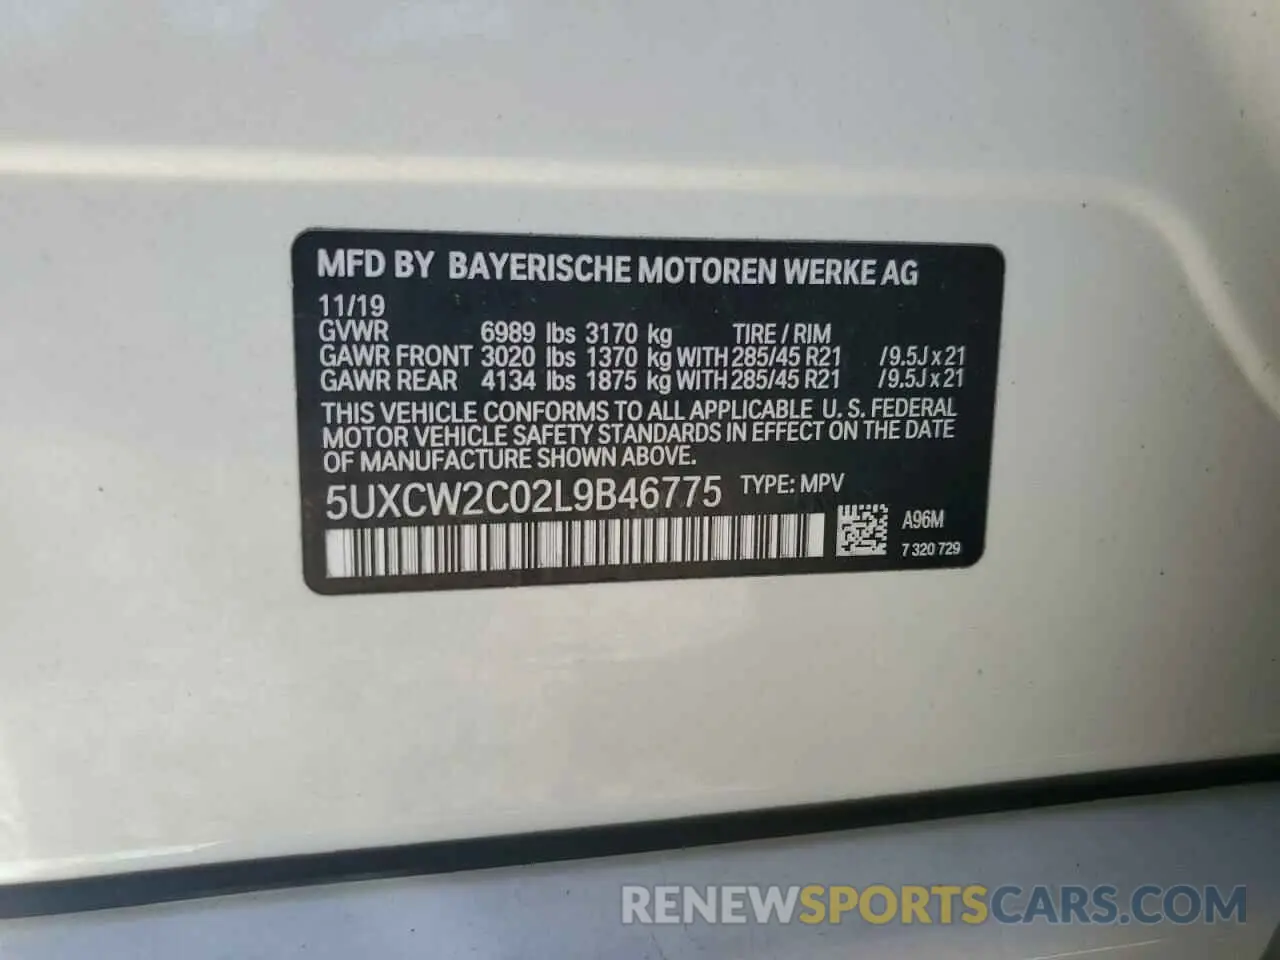 MFD BY BAYERISCHE MOTOREN WERKE AG
11/19
GVWR 6989 lbs 3170 kg TIRE / RIM
GAWR FRONT 3020 lbs 1370 kg WITH 285/45 R21 /9.5J x 21
GAWR REAR 4134 lbs 1875 kg WITH 285/45 R21 /9.5J x 21
THIS VEHICLE CONFORMS TO ALL APPLICABLE U. S. FEDERAL
MOTOR VEHICLE SAFETY STANDARDS IN EFFECT ON THE DATE
OF MANUFACTURE SHOWN ABOVE.
5UXCW2C02L9B46775 TYPE: MPV
A96M
7 320 729
RENEWSPORTSCARS.COM